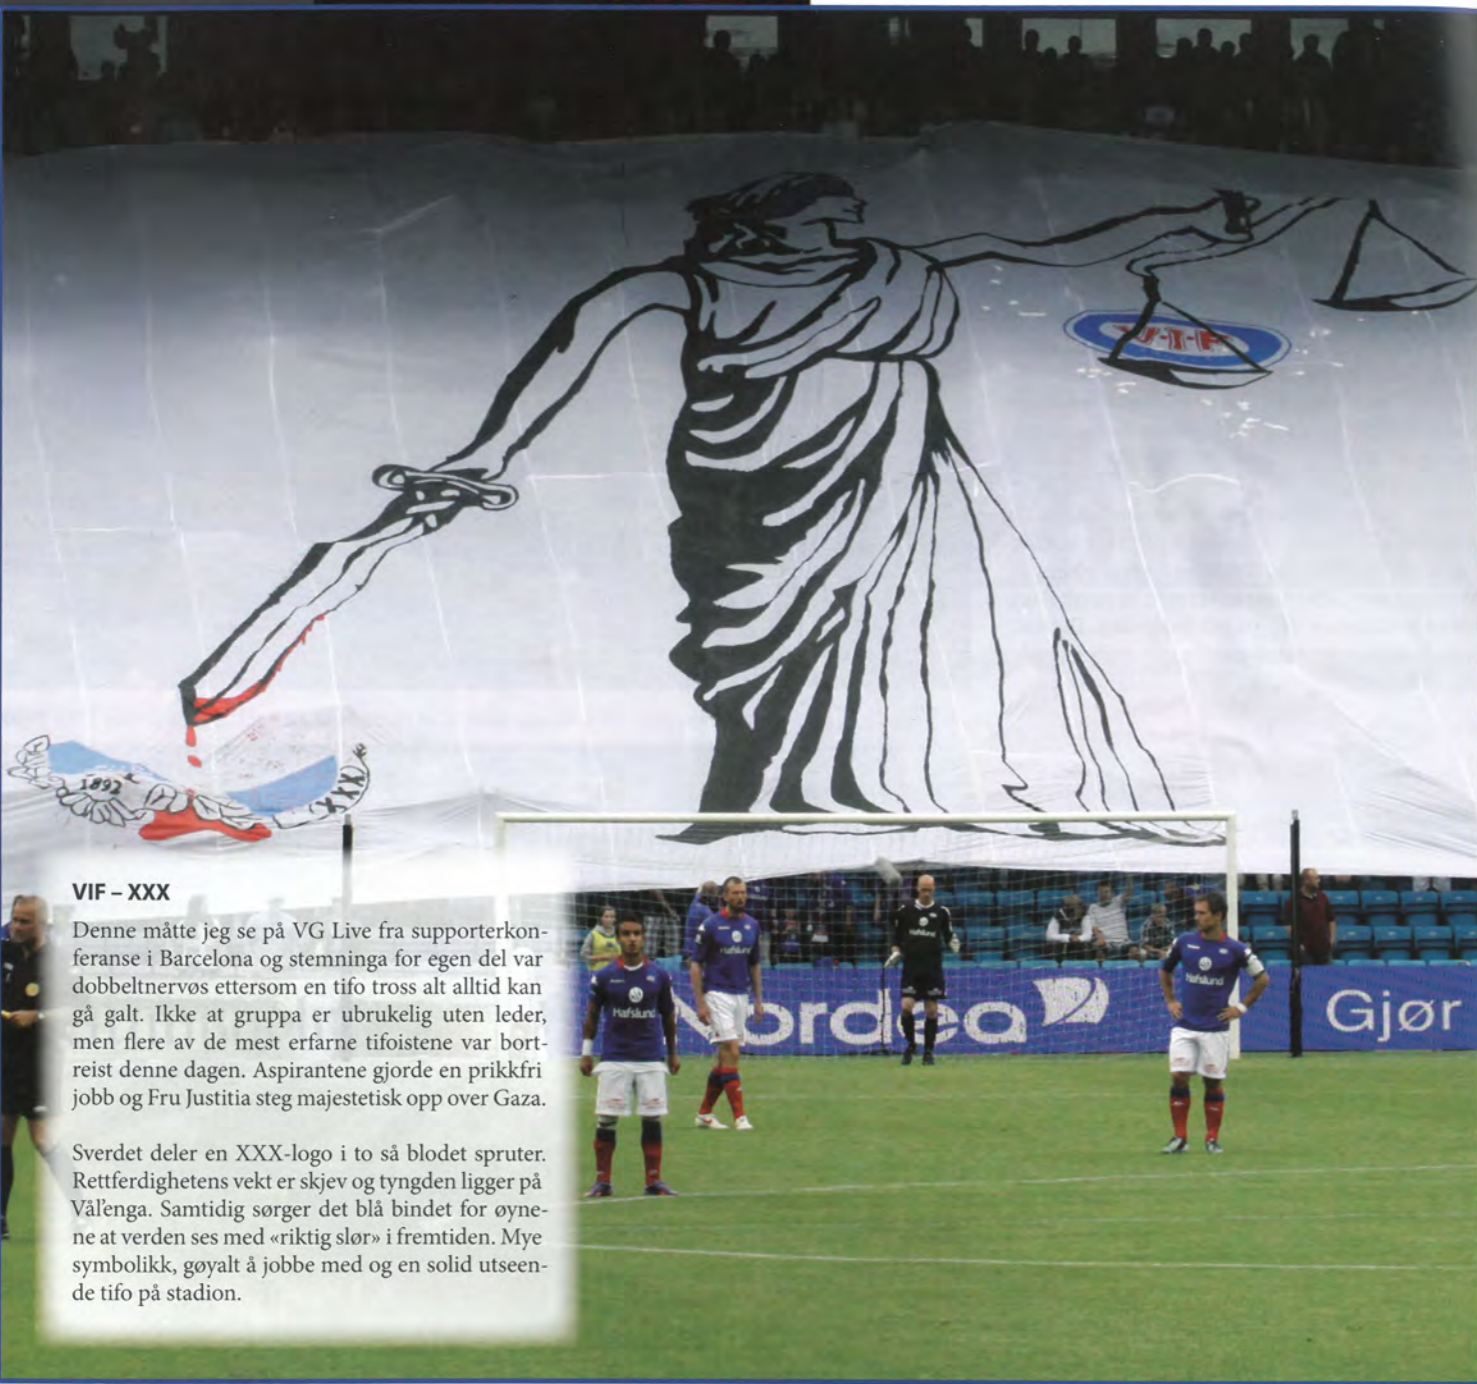 V·I·F
1892
XXX
VIF – XXX
Denne måtte jeg se på VG Live fra supporterkon-
feranse i Barcelona og stemninga for egen del var
dobbeltnervøs ettersom en tifo tross alt alltid kan
gå galt. Ikke at gruppa er ubrukelig uten leder,
men flere av de mest erfarne tifoistene var bort-
reist denne dagen. Aspirantene gjorde en prikkfri
jobb og Fru Justitia steg majestetisk opp over Gaza.
Sverdet deler en XXX-logo i to så blodet spruter.
Rettferdighetens vekt er skjev og tyngden ligger på
Vål'enga. Samtidig sørger det blå bindet for øyne-
ne at verden ses med «riktig slør» i fremtiden. Mye
symbolikk, gøyalt å jobbe med og en solid utseen-
de tifo på stadion.
Hafslund
Hafslund
Hafslund
Hafslund
Nordea
Gjør